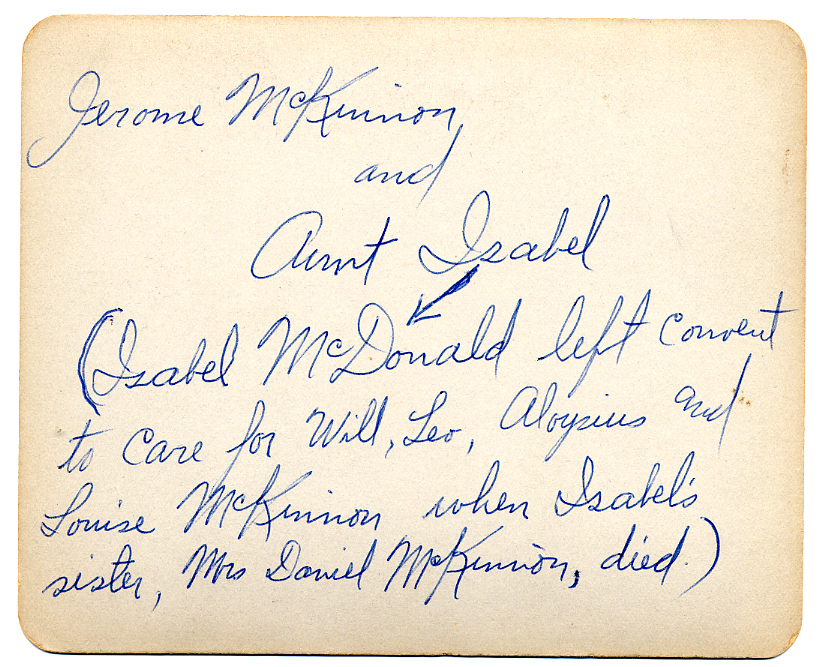 Jerome McKinnon
and
Aunt Isabel
(Isabel McDonald left convent
to care for Will, Leo, Aloysius and
Louise McKinnon when Isabel's
sister, Mrs Daniel McKinnon, died.)